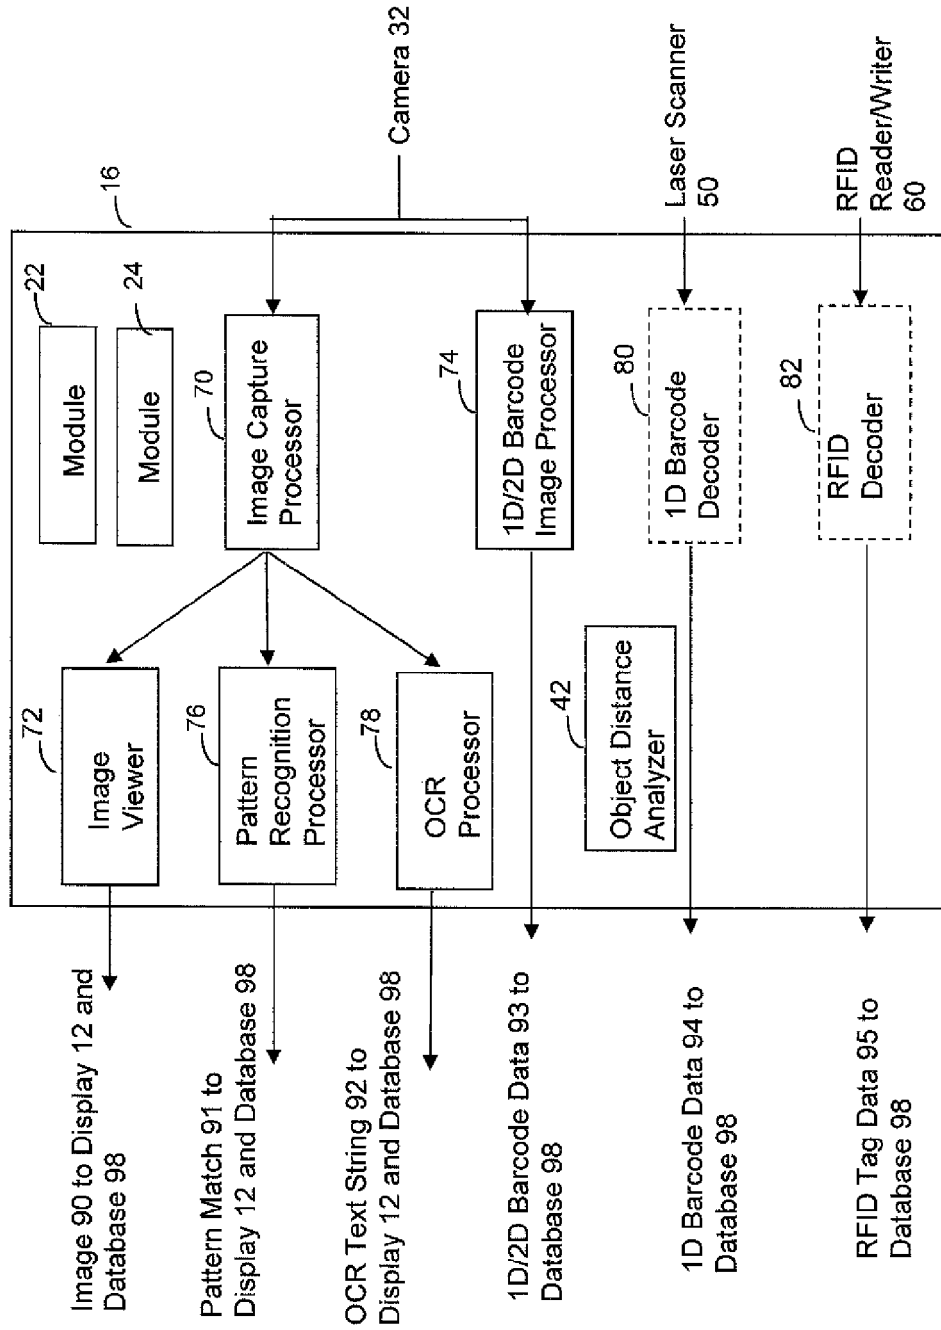 Camera 32
Laser Scanner
50
RFID
Reader/Writer
60
16
Module
22
Module
24
Image Capture
Processor
70
1D/2D Barcode
Image Processor
74
1D Barcode
Decoder
80
RFID
Decoder
82
Image
Viewer
72
Pattern
Recognition
Processor
76
OCR
Processor
78
Object Distance
Analyzer
42
Image 90 to Display 12 and
Database 98
Pattern Match 91 to
Display 12 and Database 98
OCR Text String 92 to
Display 12 and Database 98
1D/2D Barcode Data 93 to
Database 98
1D Barcode Data 94 to
Database 98
RFID Tag Data 95 to
Database 98